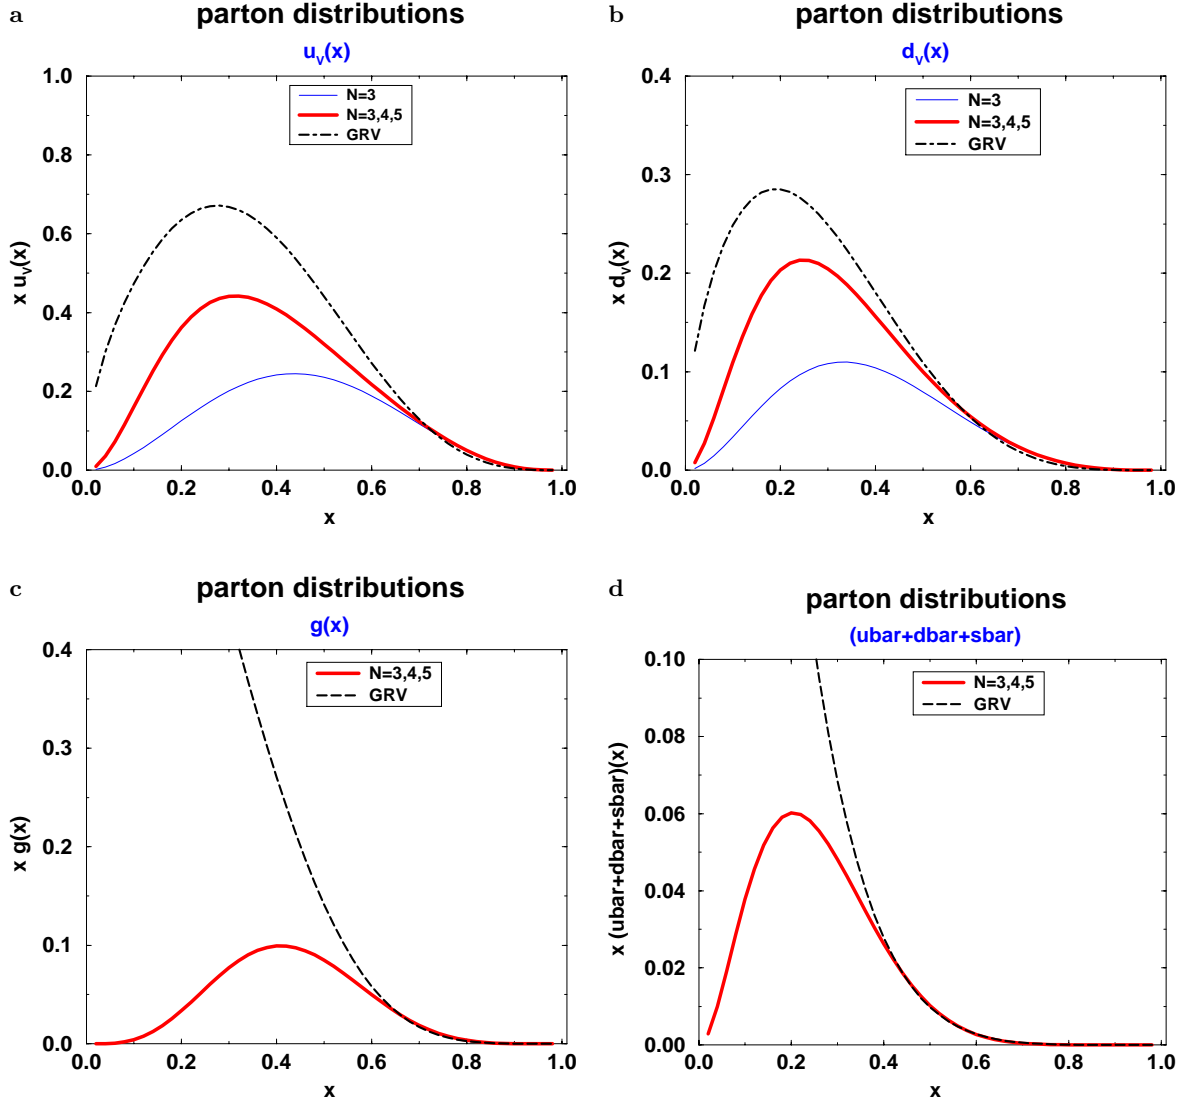 a
parton distributions
u_v(x)
1.0
0.8
0.6
0.4
0.2
0.0
x u_v(x)
N=3
N=3,4,5
GRV
0.0 0.2 0.4 0.6 0.8 1.0
x
b
parton distributions
d_v(x)
0.4
0.3
0.2
0.1
0.0
x d_v(x)
N=3
N=3,4,5
GRV
0.0 0.2 0.4 0.6 0.8 1.0
x
c
parton distributions
g(x)
0.4
0.3
0.2
0.1
0.0
x g(x)
N=3,4,5
GRV
0.0 0.2 0.4 0.6 0.8 1.0
x
d
parton distributions
(ubar+dbar+sbar)
0.10
0.08
0.06
0.04
0.02
0.00
x (ubar+dbar+sbar)(x)
N=3,4,5
GRV
0.0 0.2 0.4 0.6 0.8 1.0
x